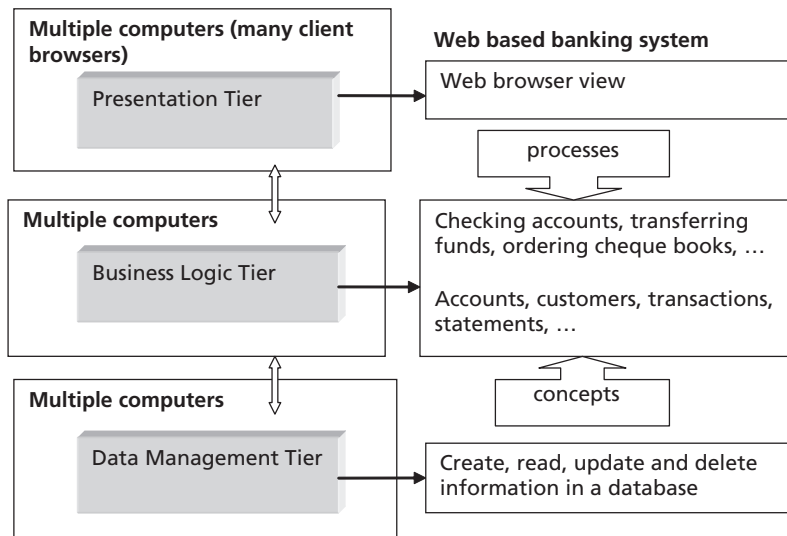 Multiple computers (many client
browsers)
Presentation Tier
Web based banking system
Web browser view
processes
Multiple computers
Business Logic Tier
Checking accounts, transferring
funds, ordering cheque books, …
Accounts, customers, transactions,
statements, …
concepts
Multiple computers
Data Management Tier
Create, read, update and delete
information in a database